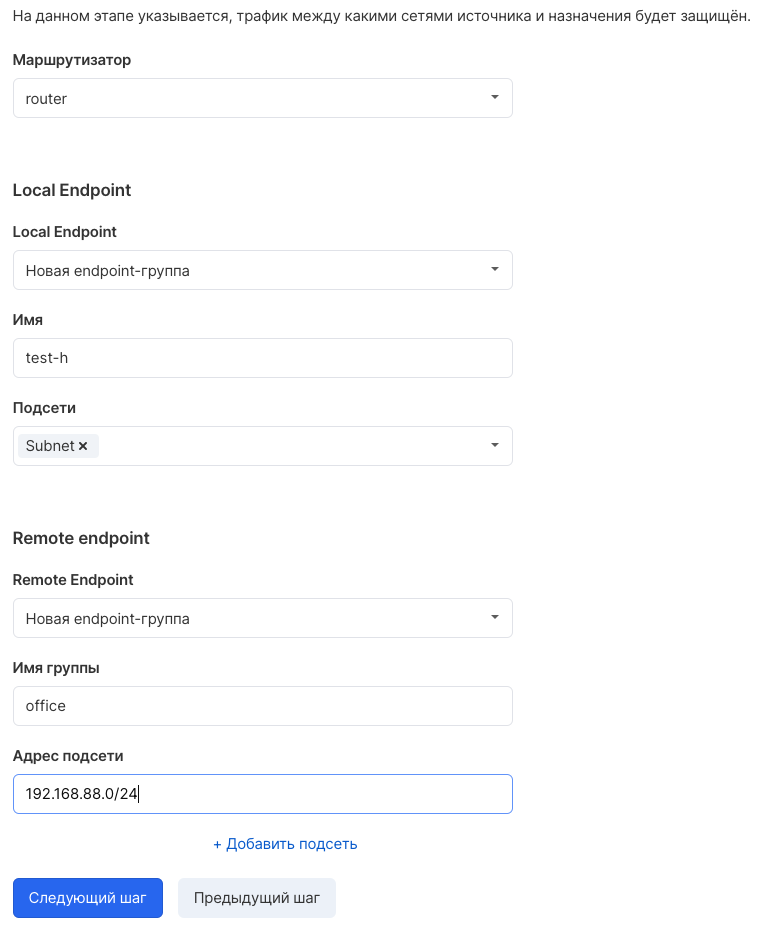 На данном этапе указывается, трафик между какими сетями источника и назначения будет защищён.
Маршрутизатор
router
Local Endpoint
Local Endpoint
Новая endpoint-группа
Имя
test-h
Подсети
Subnet ×
Remote endpoint
Remote Endpoint
Новая endpoint-группа
Имя группы
office
Адрес подсети
192.168.88.0/24
+ Добавить подсеть
Следующий шаг Предыдущий шаг